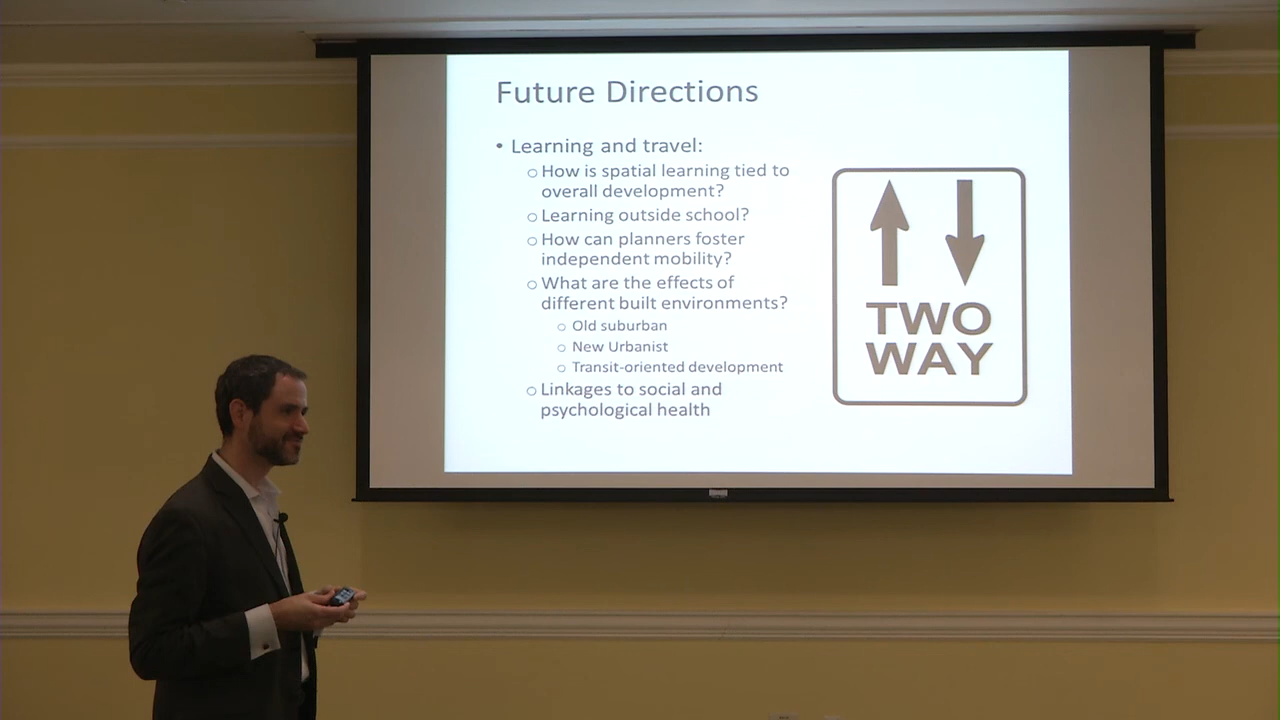 Future Directions
• Learning and travel:
○ How is spatial learning tied to
overall development?
○ Learning outside school?
○ How can planners foster
independent mobility?
○ What are the effects of
different built environments?
○ Old suburban
○ New Urbanist
○ Transit-oriented development
○ Linkages to social and
psychological health
TWO
WAY